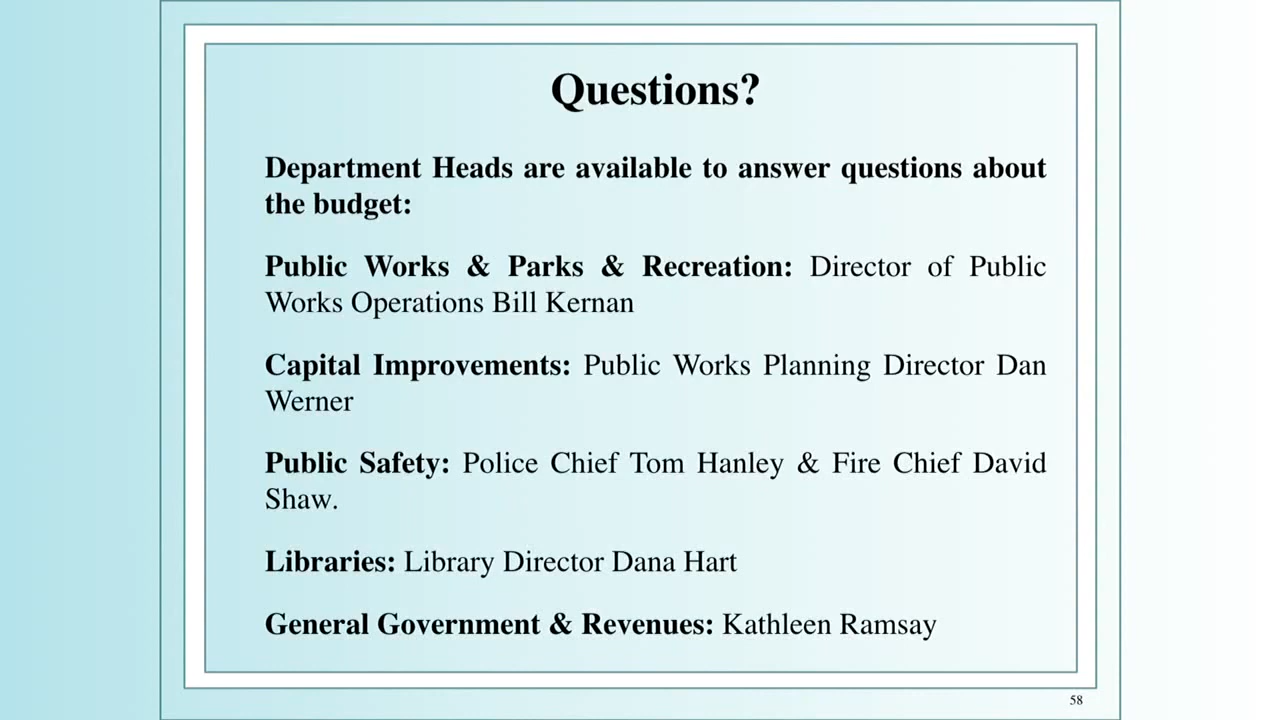 Questions?
Department Heads are available to answer questions about
the budget:
Public Works & Parks & Recreation: Director of Public
Works Operations Bill Kernan
Capital Improvements: Public Works Planning Director Dan
Werner
Public Safety: Police Chief Tom Hanley & Fire Chief David
Shaw.
Libraries: Library Director Dana Hart
General Government & Revenues: Kathleen Ramsay
58